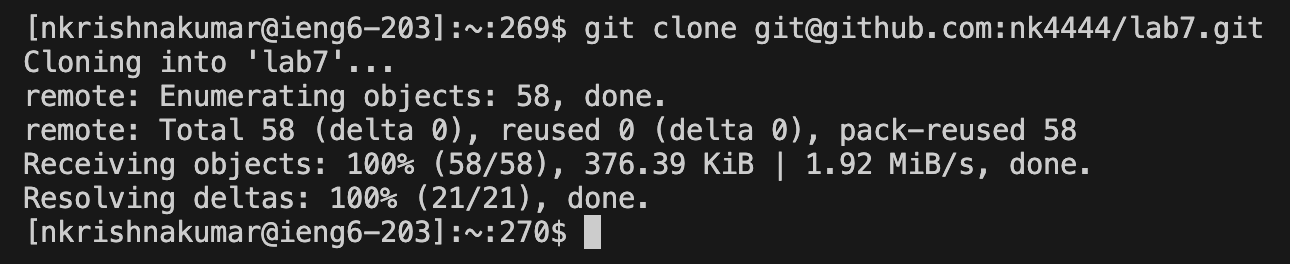 [nkrishnakumar@ieng6-203]:~:269$ git clone git@github.com:nk4444/lab7.git
Cloning into 'lab7'...
remote: Enumerating objects: 58, done.
remote: Total 58 (delta 0), reused 0 (delta 0), pack-reused 58
Receiving objects: 100% (58/58), 376.39 KiB | 1.92 MiB/s, done.
Resolving deltas: 100% (21/21), done.
[nkrishnakumar@ieng6-203]:~:270$